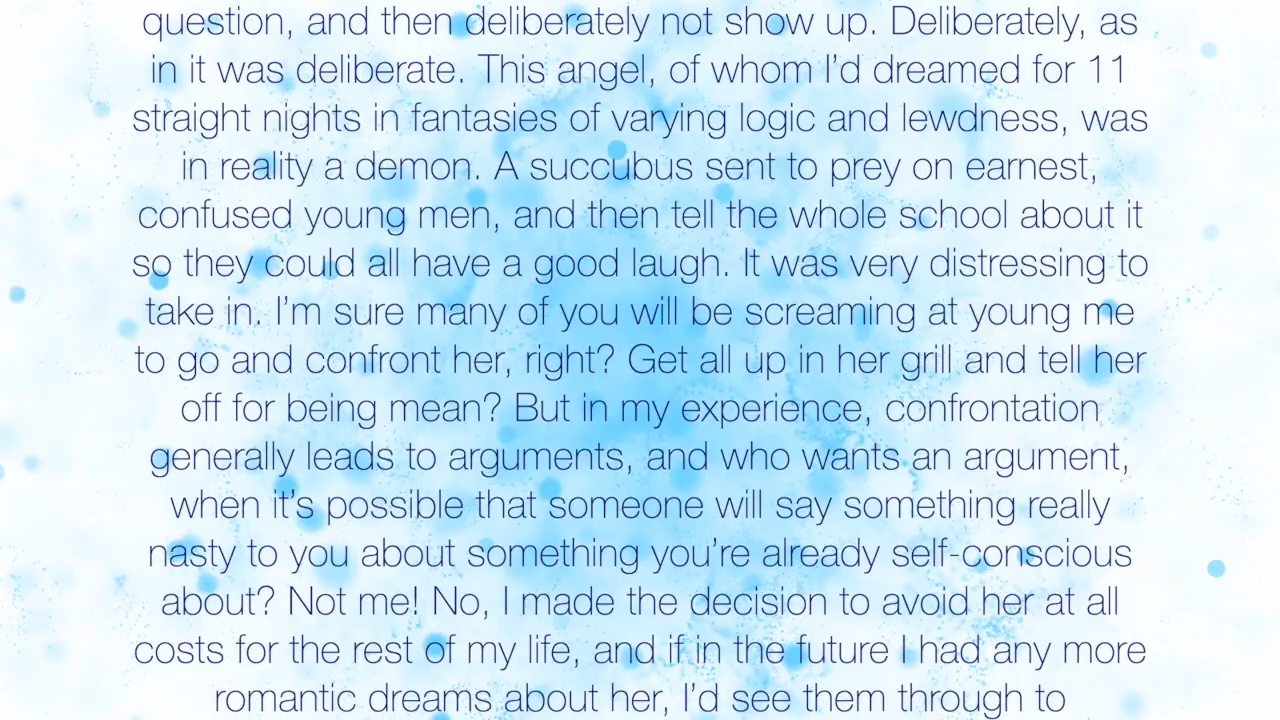 question, and then deliberately not show up. Deliberately, as
in it was deliberate. This angel, of whom I’d dreamed for 11
straight nights in fantasies of varying logic and lewdness, was
in reality a demon. A succubus sent to prey on earnest,
confused young men, and then tell the whole school about it
so they could all have a good laugh. It was very distressing to
take in. I’m sure many of you will be screaming at young me
to go and confront her, right? Get all up in her grill and tell her
off for being mean? But in my experience, confrontation
generally leads to arguments, and who wants an argument,
when it’s possible that someone will say something really
nasty to you about something you’re already self-conscious
about? Not me! No, I made the decision to avoid her at all
costs for the rest of my life, and if in the future I had any more
romantic dreams about her, I’d see them through to